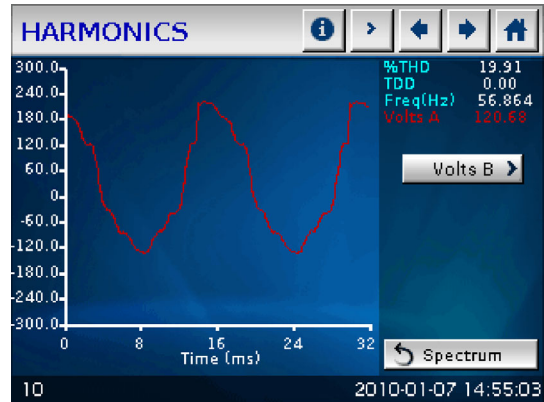 HARMONICS
%THD 19.91
TDD 0.00
Freq(Hz) 56.864
Volts A 120.68
Volts B
300.0
240.0
180.0
120.0
60.0
0
-60.0
-120.0
-180.0
-240.0
-300.0
0 8 16 24 32
Time (ms)
Spectrum
10 2010-01-07 14:55:03